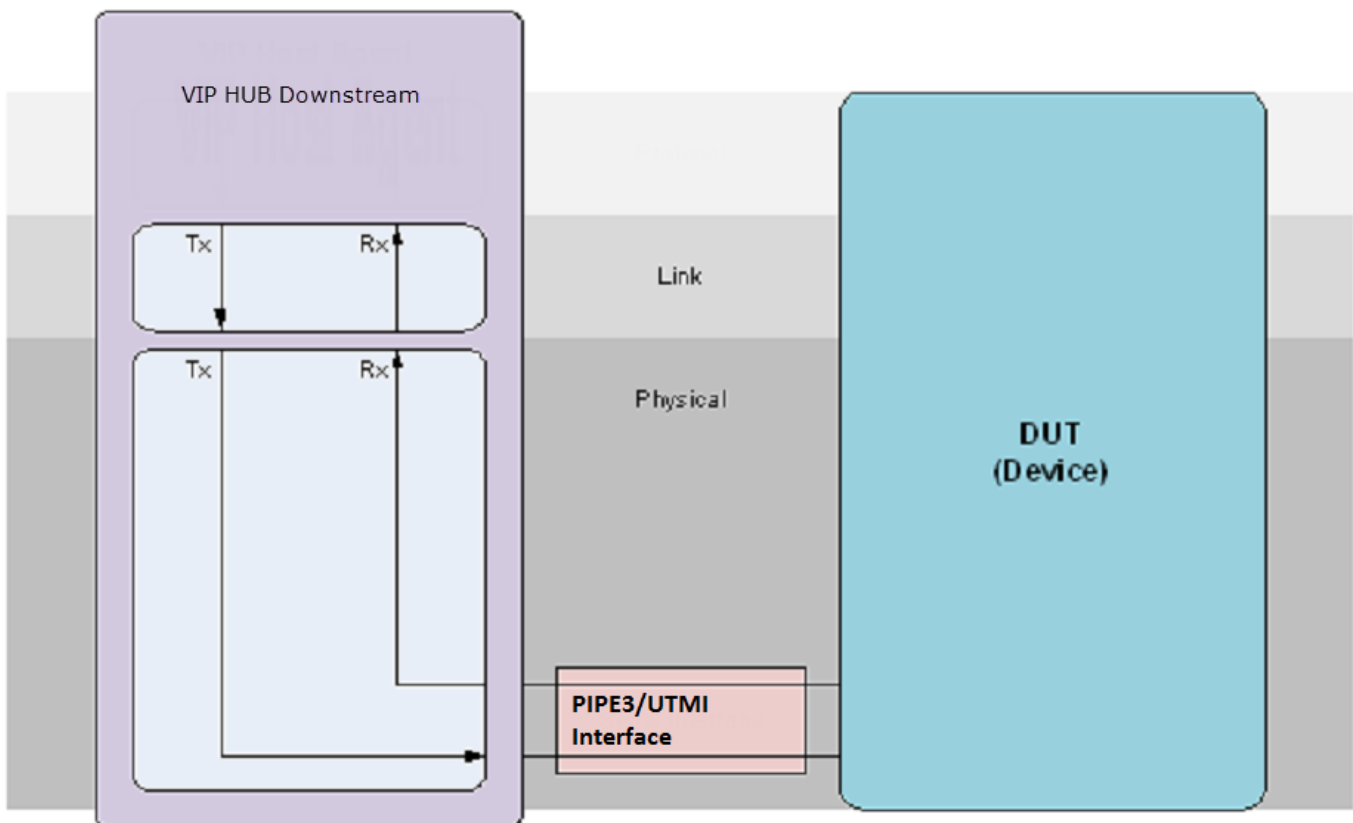 VIP HUB Downstream
Tx
Rx
Link
Tx
Rx
Physical
DUT
(Device)
PIPE3/UTMI
Interface